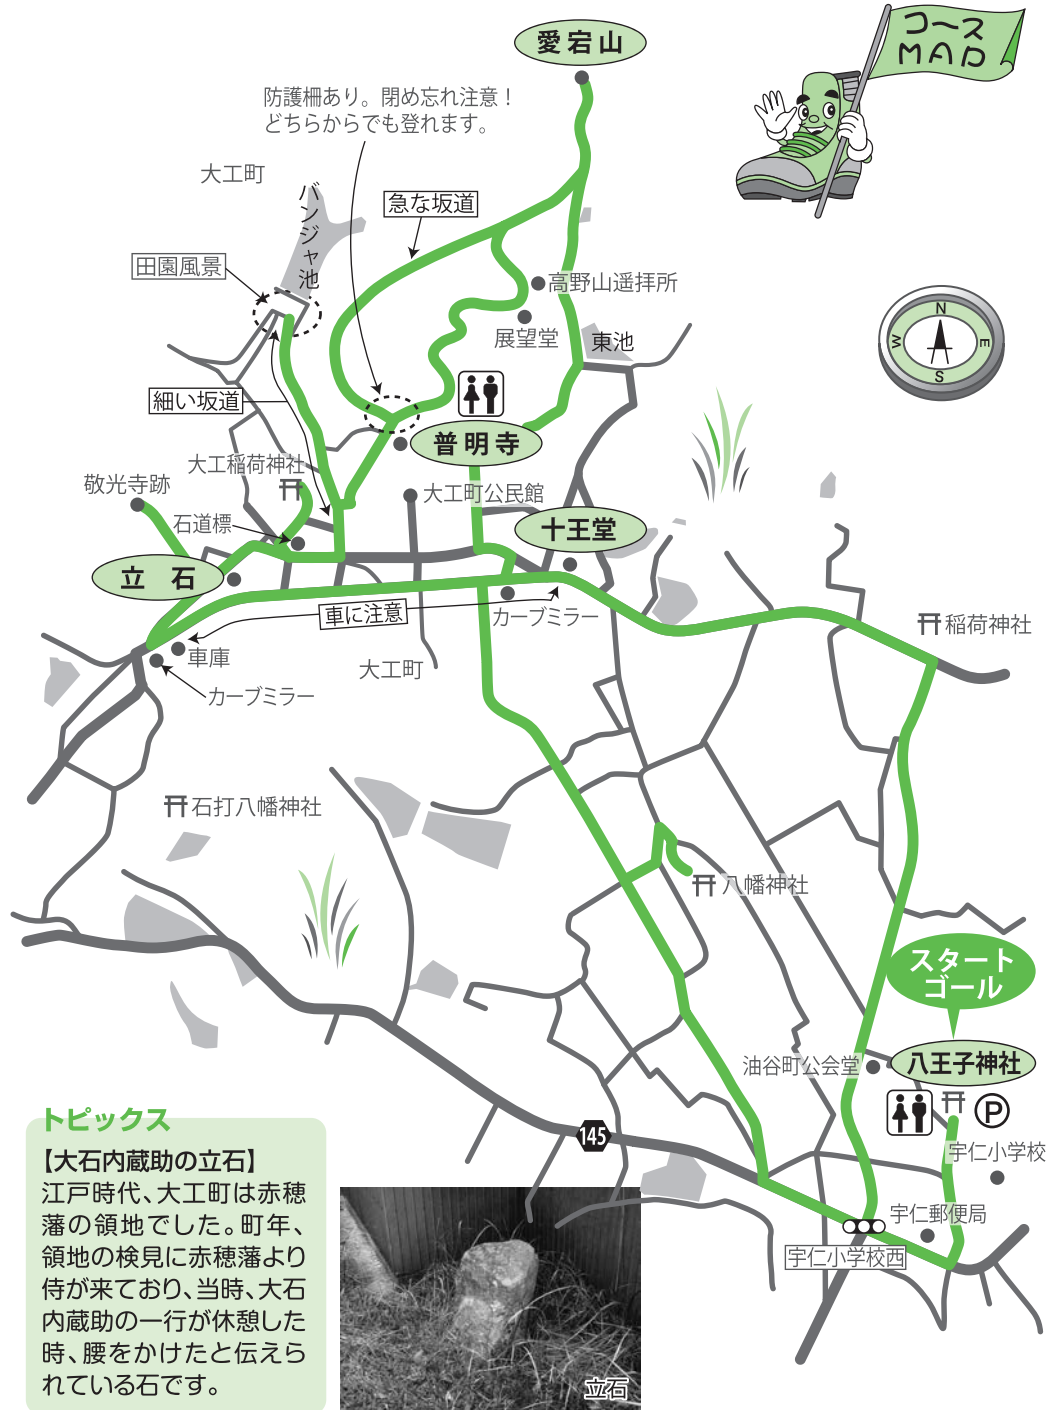 コース
MAP
愛宕山
防護柵あり。閉め忘れ注意！
どちらからでも登れます。
大工町
バンジャ池
急な坂道
田園風景
高野山遥拝所
展望堂
東池
細い坂道
普明寺
大工稲荷神社
敬光寺跡
大工町公民館
石道標
十王堂
立　石
車に注意
カーブミラー
稲荷神社
車庫
大工町
カーブミラー
石打八幡神社
八幡神社
スタート
ゴール
八王子神社
油谷町公会堂
P
宇仁小学校
145
宇仁郵便局
宇仁小学校西
N
E
S
W
トピックス
【大石内蔵助の立石】
江戸時代、大工町は赤穂
藩の領地でした。町年、
領地の検見に赤穂藩より
侍が来ており、当時、大石
内蔵助の一行が休憩した
時、腰をかけたと伝えら
れている石です。
立石